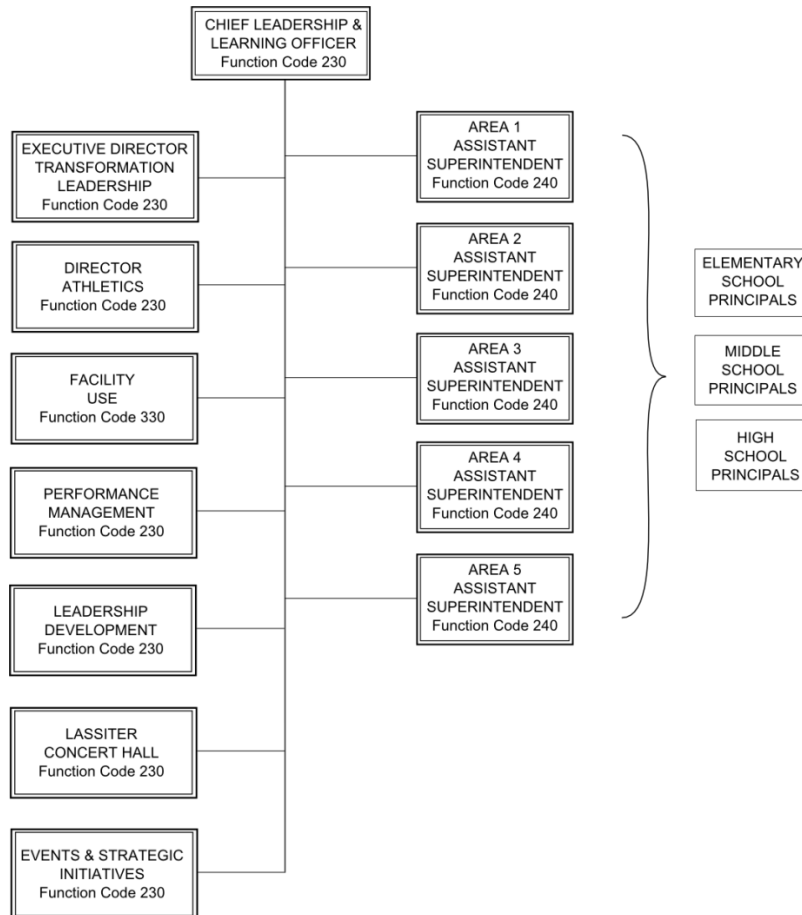 CHIEF LEADERSHIP &
LEARNING OFFICER
Function Code 230
EXECUTIVE DIRECTOR
TRANSFORMATION
LEADERSHIP
Function Code 230
DIRECTOR
ATHLETICS
Function Code 230
FACILITY
USE
Function Code 330
PERFORMANCE
MANAGEMENT
Function Code 230
LEADERSHIP
DEVELOPMENT
Function Code 230
LASSITER
CONCERT HALL
Function Code 230
EVENTS & STRATEGIC
INITIATIVES
Function Code 230
AREA 1
ASSISTANT
SUPERINTENDENT
Function Code 240
AREA 2
ASSISTANT
SUPERINTENDENT
Function Code 240
AREA 3
ASSISTANT
SUPERINTENDENT
Function Code 240
AREA 4
ASSISTANT
SUPERINTENDENT
Function Code 240
AREA 5
ASSISTANT
SUPERINTENDENT
Function Code 240
ELEMENTARY
SCHOOL
PRINCIPALS
MIDDLE
SCHOOL
PRINCIPALS
HIGH
SCHOOL
PRINCIPALS